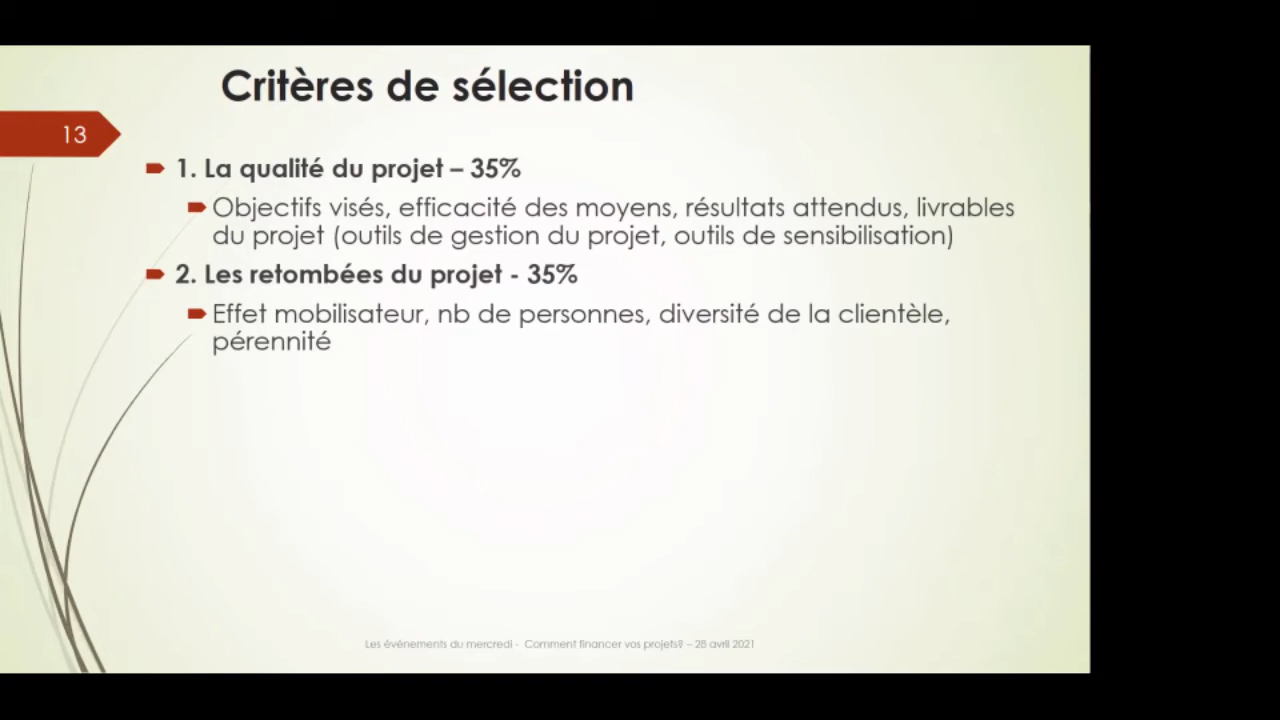 Critères de sélection
13
1. La qualité du projet – 35%
Objectifs visés, efficacité des moyens, résultats attendus, livrables
du projet (outils de gestion du projet, outils de sensibilisation)
2. Les retombées du projet - 35%
Effet mobilisateur, nb de personnes, diversité de la clientèle,
pérennité
Les événements du mercredi - Comment financer vos projets? – 28 avril 2021